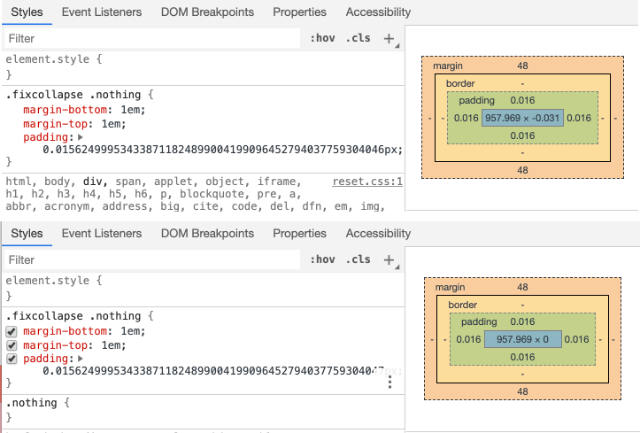 Styles Event Listeners DOM Breakpoints Properties Accessibility
Filter :hov .cls +
element.style {
}
.fixcollapse .nothing {
margin-bottom: 1em;
margin-top: 1em;
padding:
0.01562499953433871182489900419909645279403775930404​6px;
}
html, body, div, span, applet, object, iframe, reset.css:1
h1, h2, h3, h4, h5, h6, p, blockquote, pre, a,
abbr, acronym, address, big, cite, code, del, dfn, em, img,
margin 48
border -
padding 0.016
- - 0.016 957.969 × -0.031 0.016 - -
0.016
-
48
Styles Event Listeners DOM Breakpoints Properties Accessibility
Filter :hov .cls +
element.style {
}
.fixcollapse .nothing {
margin-bottom: 1em;
margin-top: 1em;
padding:
0.015624999534338711824899004199096452794037759304047px;
}
.nothing {
}
margin 48
border -
padding 0.016
- - 0.016 957.969 × 0 0.016 - -
0.016
-
48